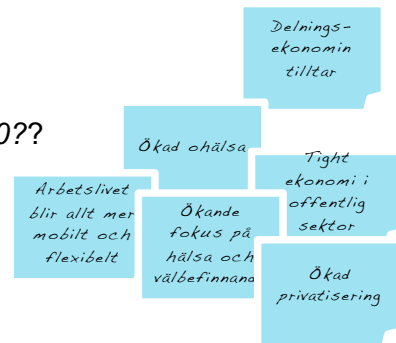 Delnings-
ekonomin
tilltar
0??
Ökad ohälsa
Tight
ekonomi i
offentlig
sektor
Arbetslivet
blir allt mer
mobilt och
flexibelt
Ökande
fokus på
hälsa och
välbefinnand
Ökad
privatisering